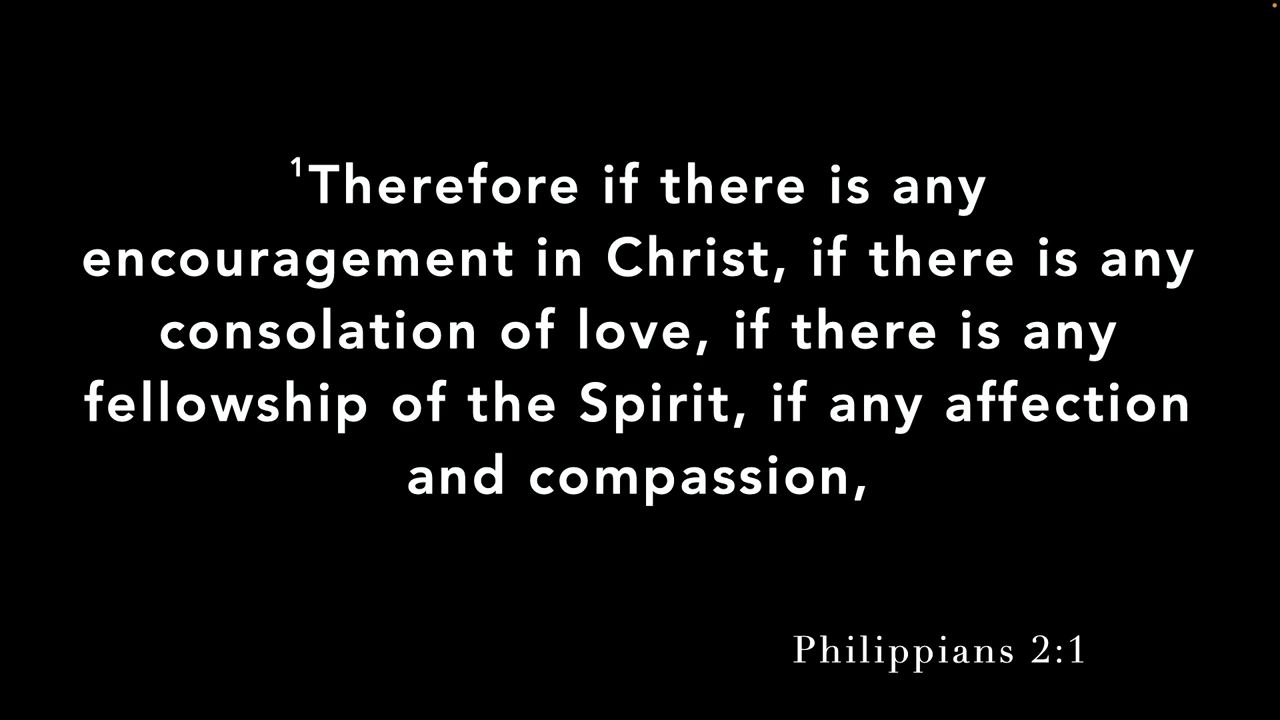 ¹Therefore if there is any
encouragement in Christ, if there is any
consolation of love, if there is any
fellowship of the Spirit, if any affection
and compassion,
Philippians 2:1